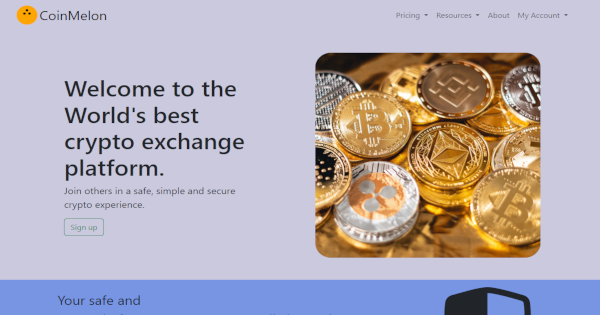 CoinMelon
Pricing
Resources
About
My Account
Welcome to the
World's best
crypto exchange
platform.
Join others in a safe, simple and secure
crypto experience.
Sign up
Your safe and